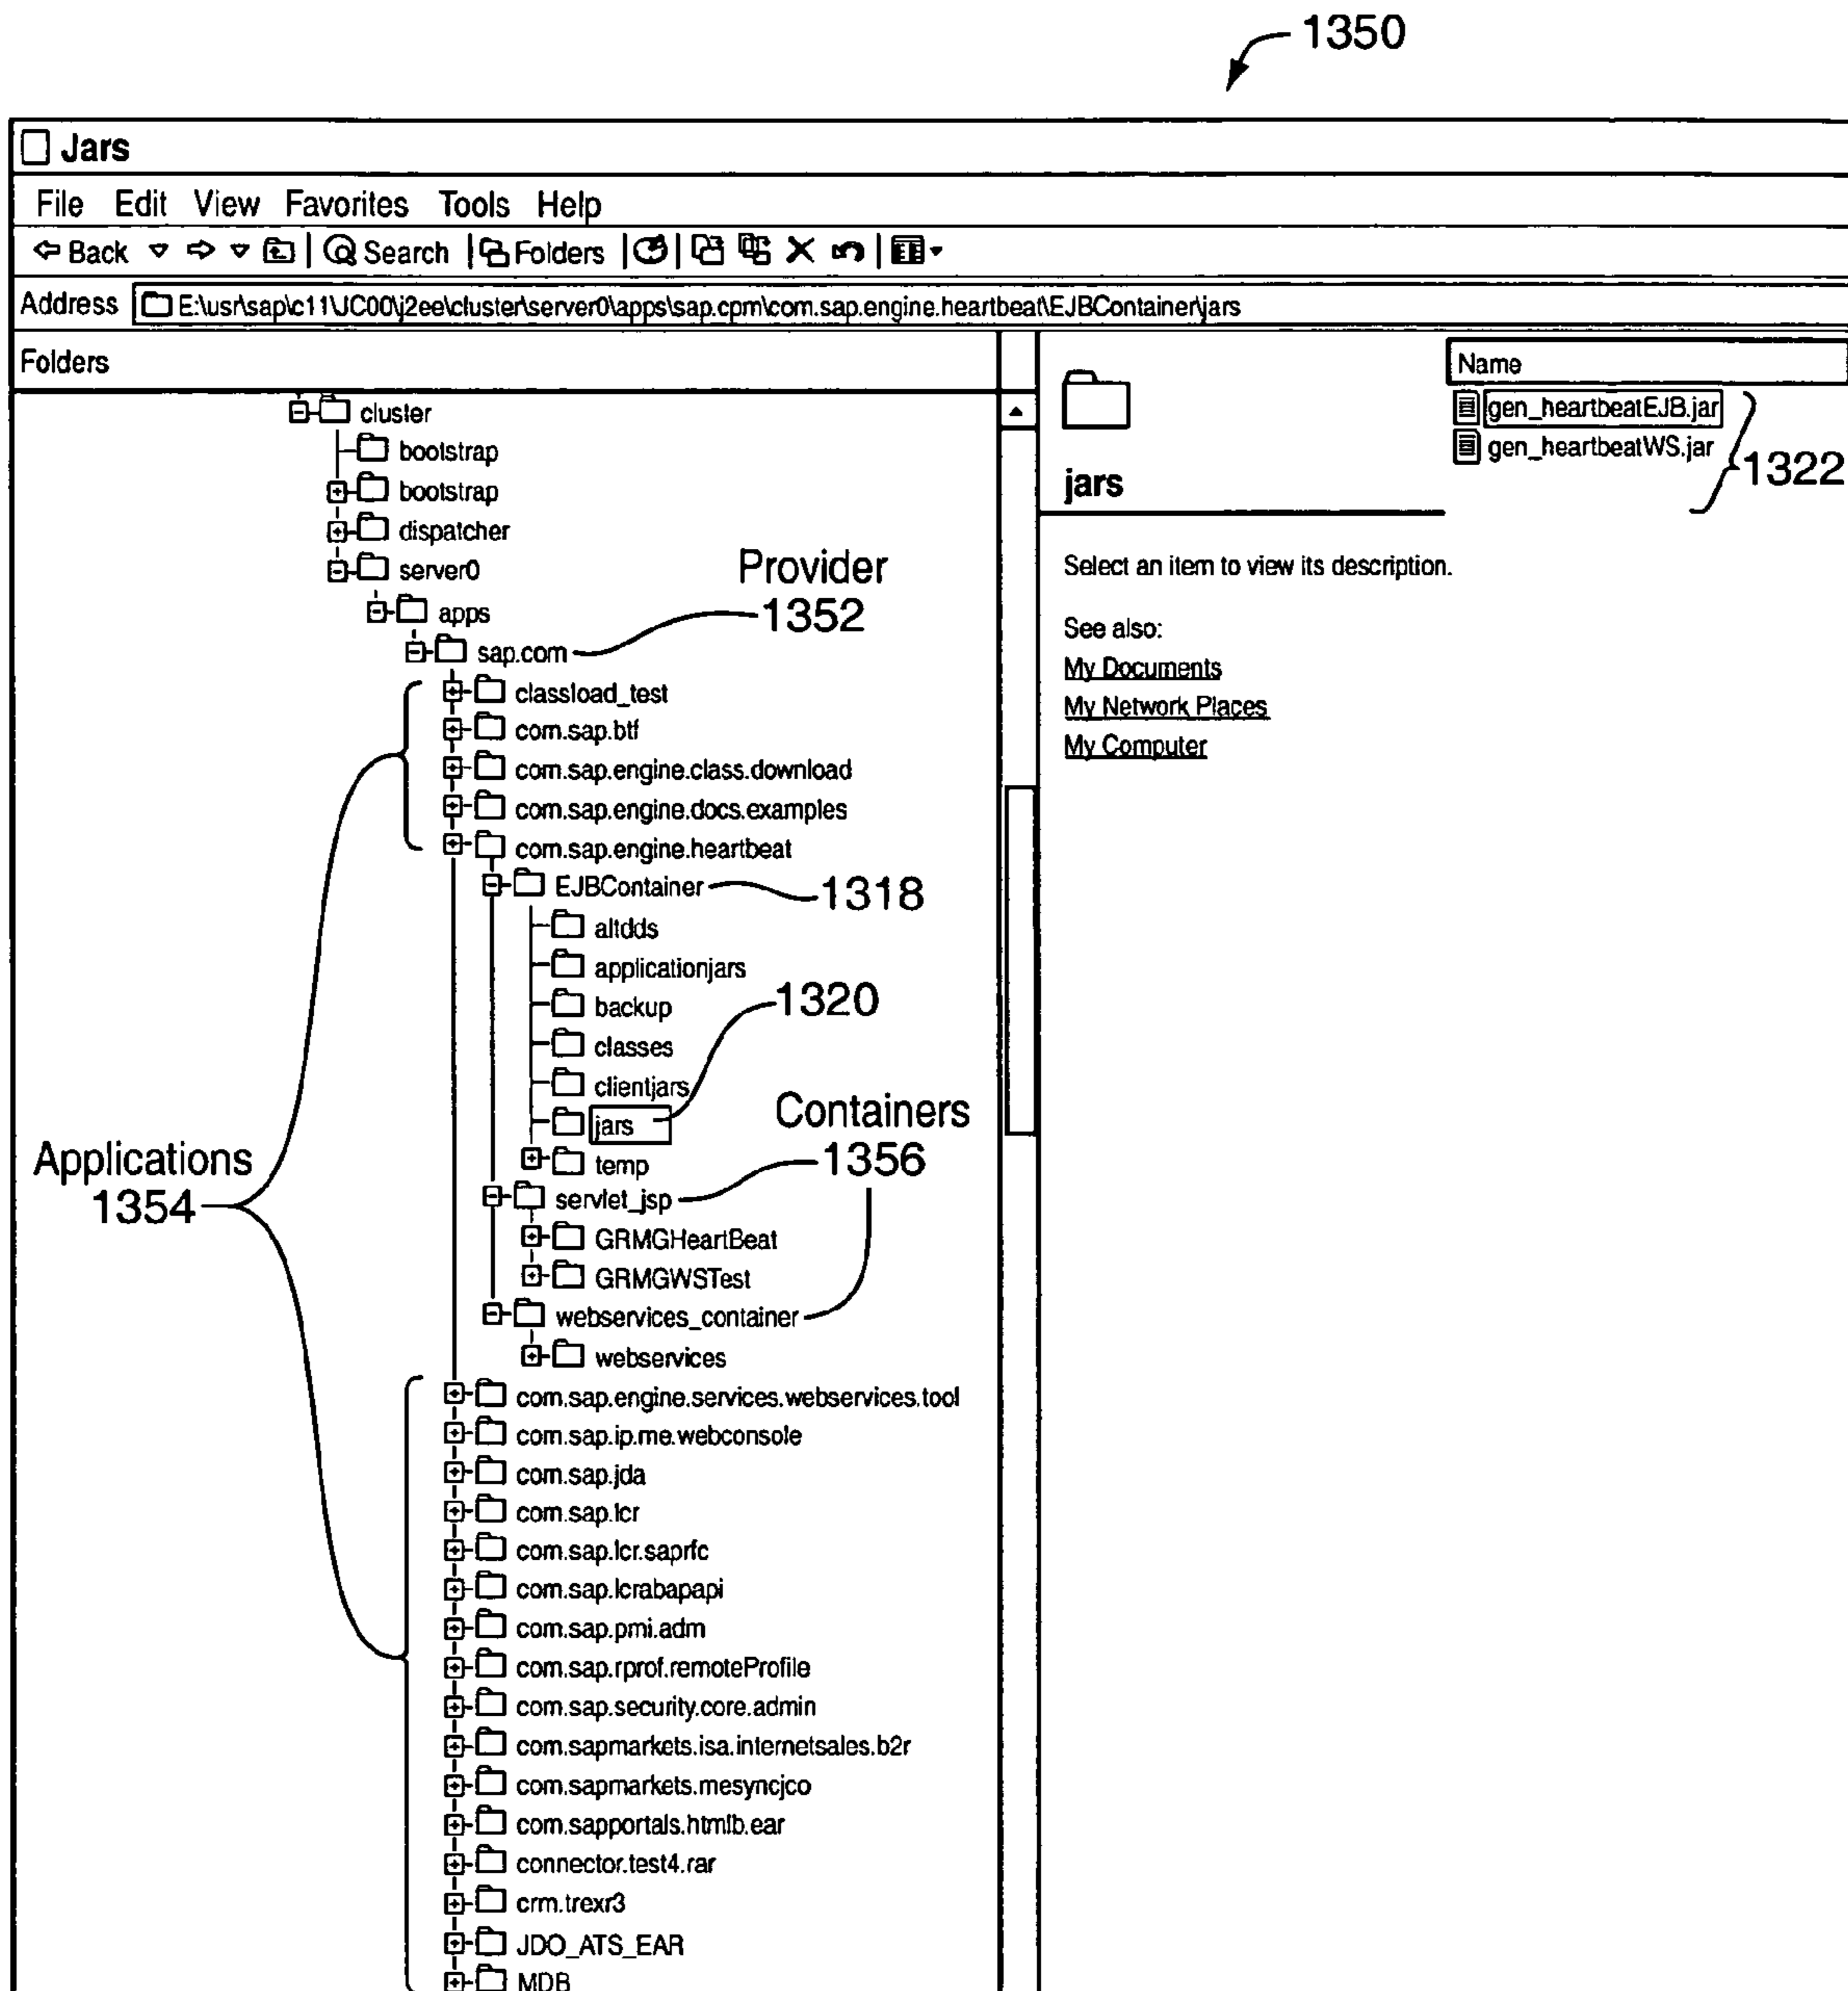 1350
Jars
File Edit View Favorites Tools Help
Back Search Folders
Address E:\usr\sap\c11\JC00\j2ee\cluster\server0\apps\sap.cpm\com.sap.engine.heartbeat\EJBContainer\jars
Folders
cluster
bootstrap
bootstrap
dispatcher
server0
apps
sap.com
Provider
1352
classload_test
com.sap.btf
com.sap.engine.class.download
com.sap.engine.docs.examples
com.sap.engine.heartbeat
EJBContainer
1318
altdds
applicationjars
backup
1320
classes
clientjars
jars
Containers
1356
temp
servlet_jsp
GRMGHeartBeat
GRMGWSTest
webservices_container
webservices
Applications
1354
com.sap.engine.services.webservices.tool
com.sap.ip.me.webconsole
com.sap.jda
com.sap.lcr
com.sap.lcr.saprfc
com.sap.lcrabapapi
com.sap.pmi.adm
com.sap.rprof.remoteProfile
com.sap.security.core.admin
com.sapmarkets.isa.internetsales.b2r
com.sapmarkets.mesyncjco
com.sapportals.htmlb.ear
connector.test4.rar
crm.trexr3
JDO_ATS_EAR
MDB
jars
Select an item to view its description.
See also:
My Documents
My Network Places
My Computer
Name
gen_heartbeatEJB.jar
gen_heartbeatWS.jar
1322